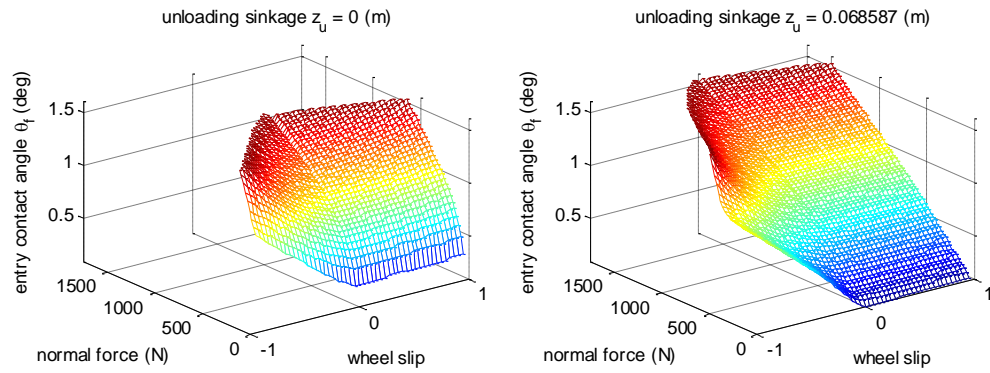 unloading sinkage z_u = 0 (m)
entry contact angle θ_f (deg)
1.5
1
0.5
1500
1000
500
0
-1
0
1
normal force (N)
wheel slip
unloading sinkage z_u = 0.068587 (m)
entry contact angle θ_f (deg)
1.5
1
0.5
1500
1000
500
0
-1
0
1
normal force (N)
wheel slip